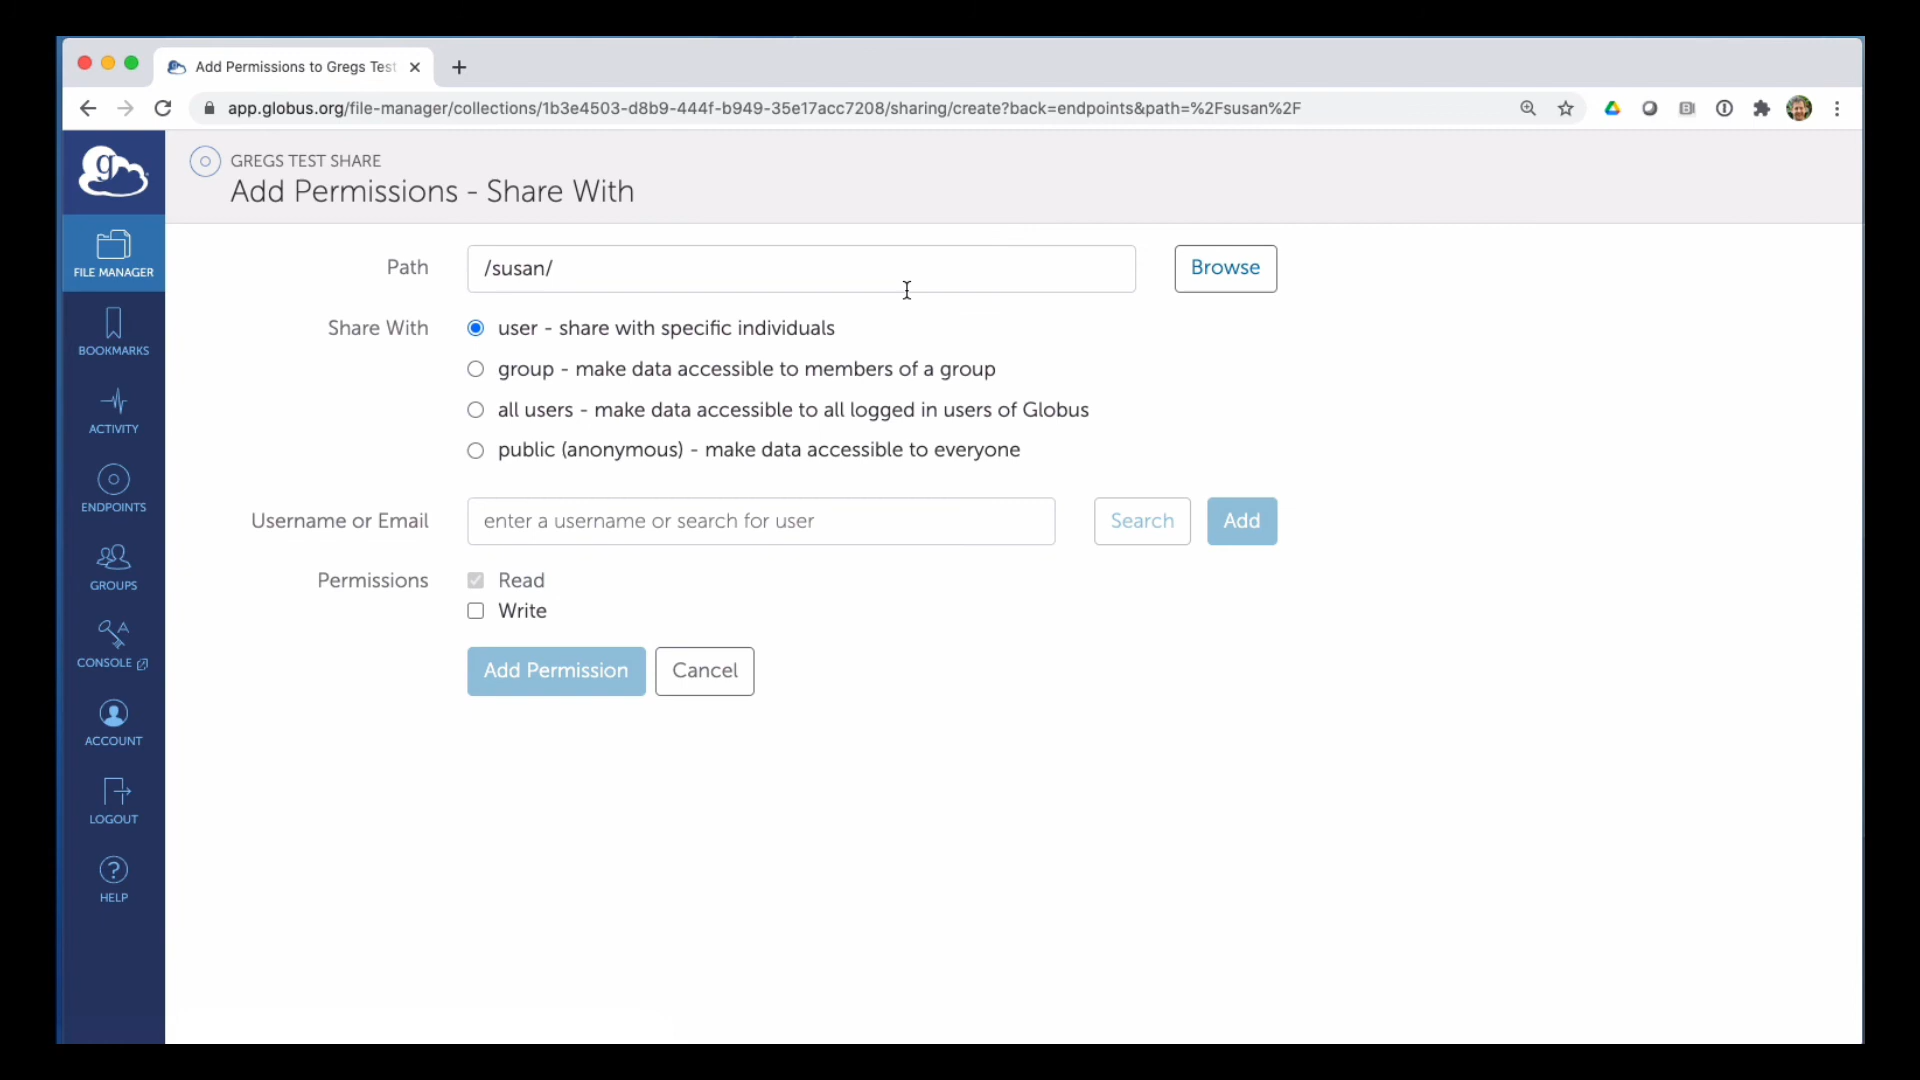 Add Permissions to Gregs Test
app.globus.org/file-manager/collections/1b3e4503-d8b9-444f-b949-35e17acc7208/sharing/create?back=endpoints&path=%2Fsusan%2F
g
GREGS TEST SHARE
Add Permissions - Share With
FILE MANAGER
BOOKMARKS
ACTIVITY
ENDPOINTS
GROUPS
CONSOLE
ACCOUNT
LOGOUT
HELP
Path
/susan/
Browse
Share With
user - share with specific individuals
group - make data accessible to members of a group
all users - make data accessible to all logged in users of Globus
public (anonymous) - make data accessible to everyone
Username or Email
enter a username or search for user
Search
Add
Permissions
Read
Write
Add Permission
Cancel